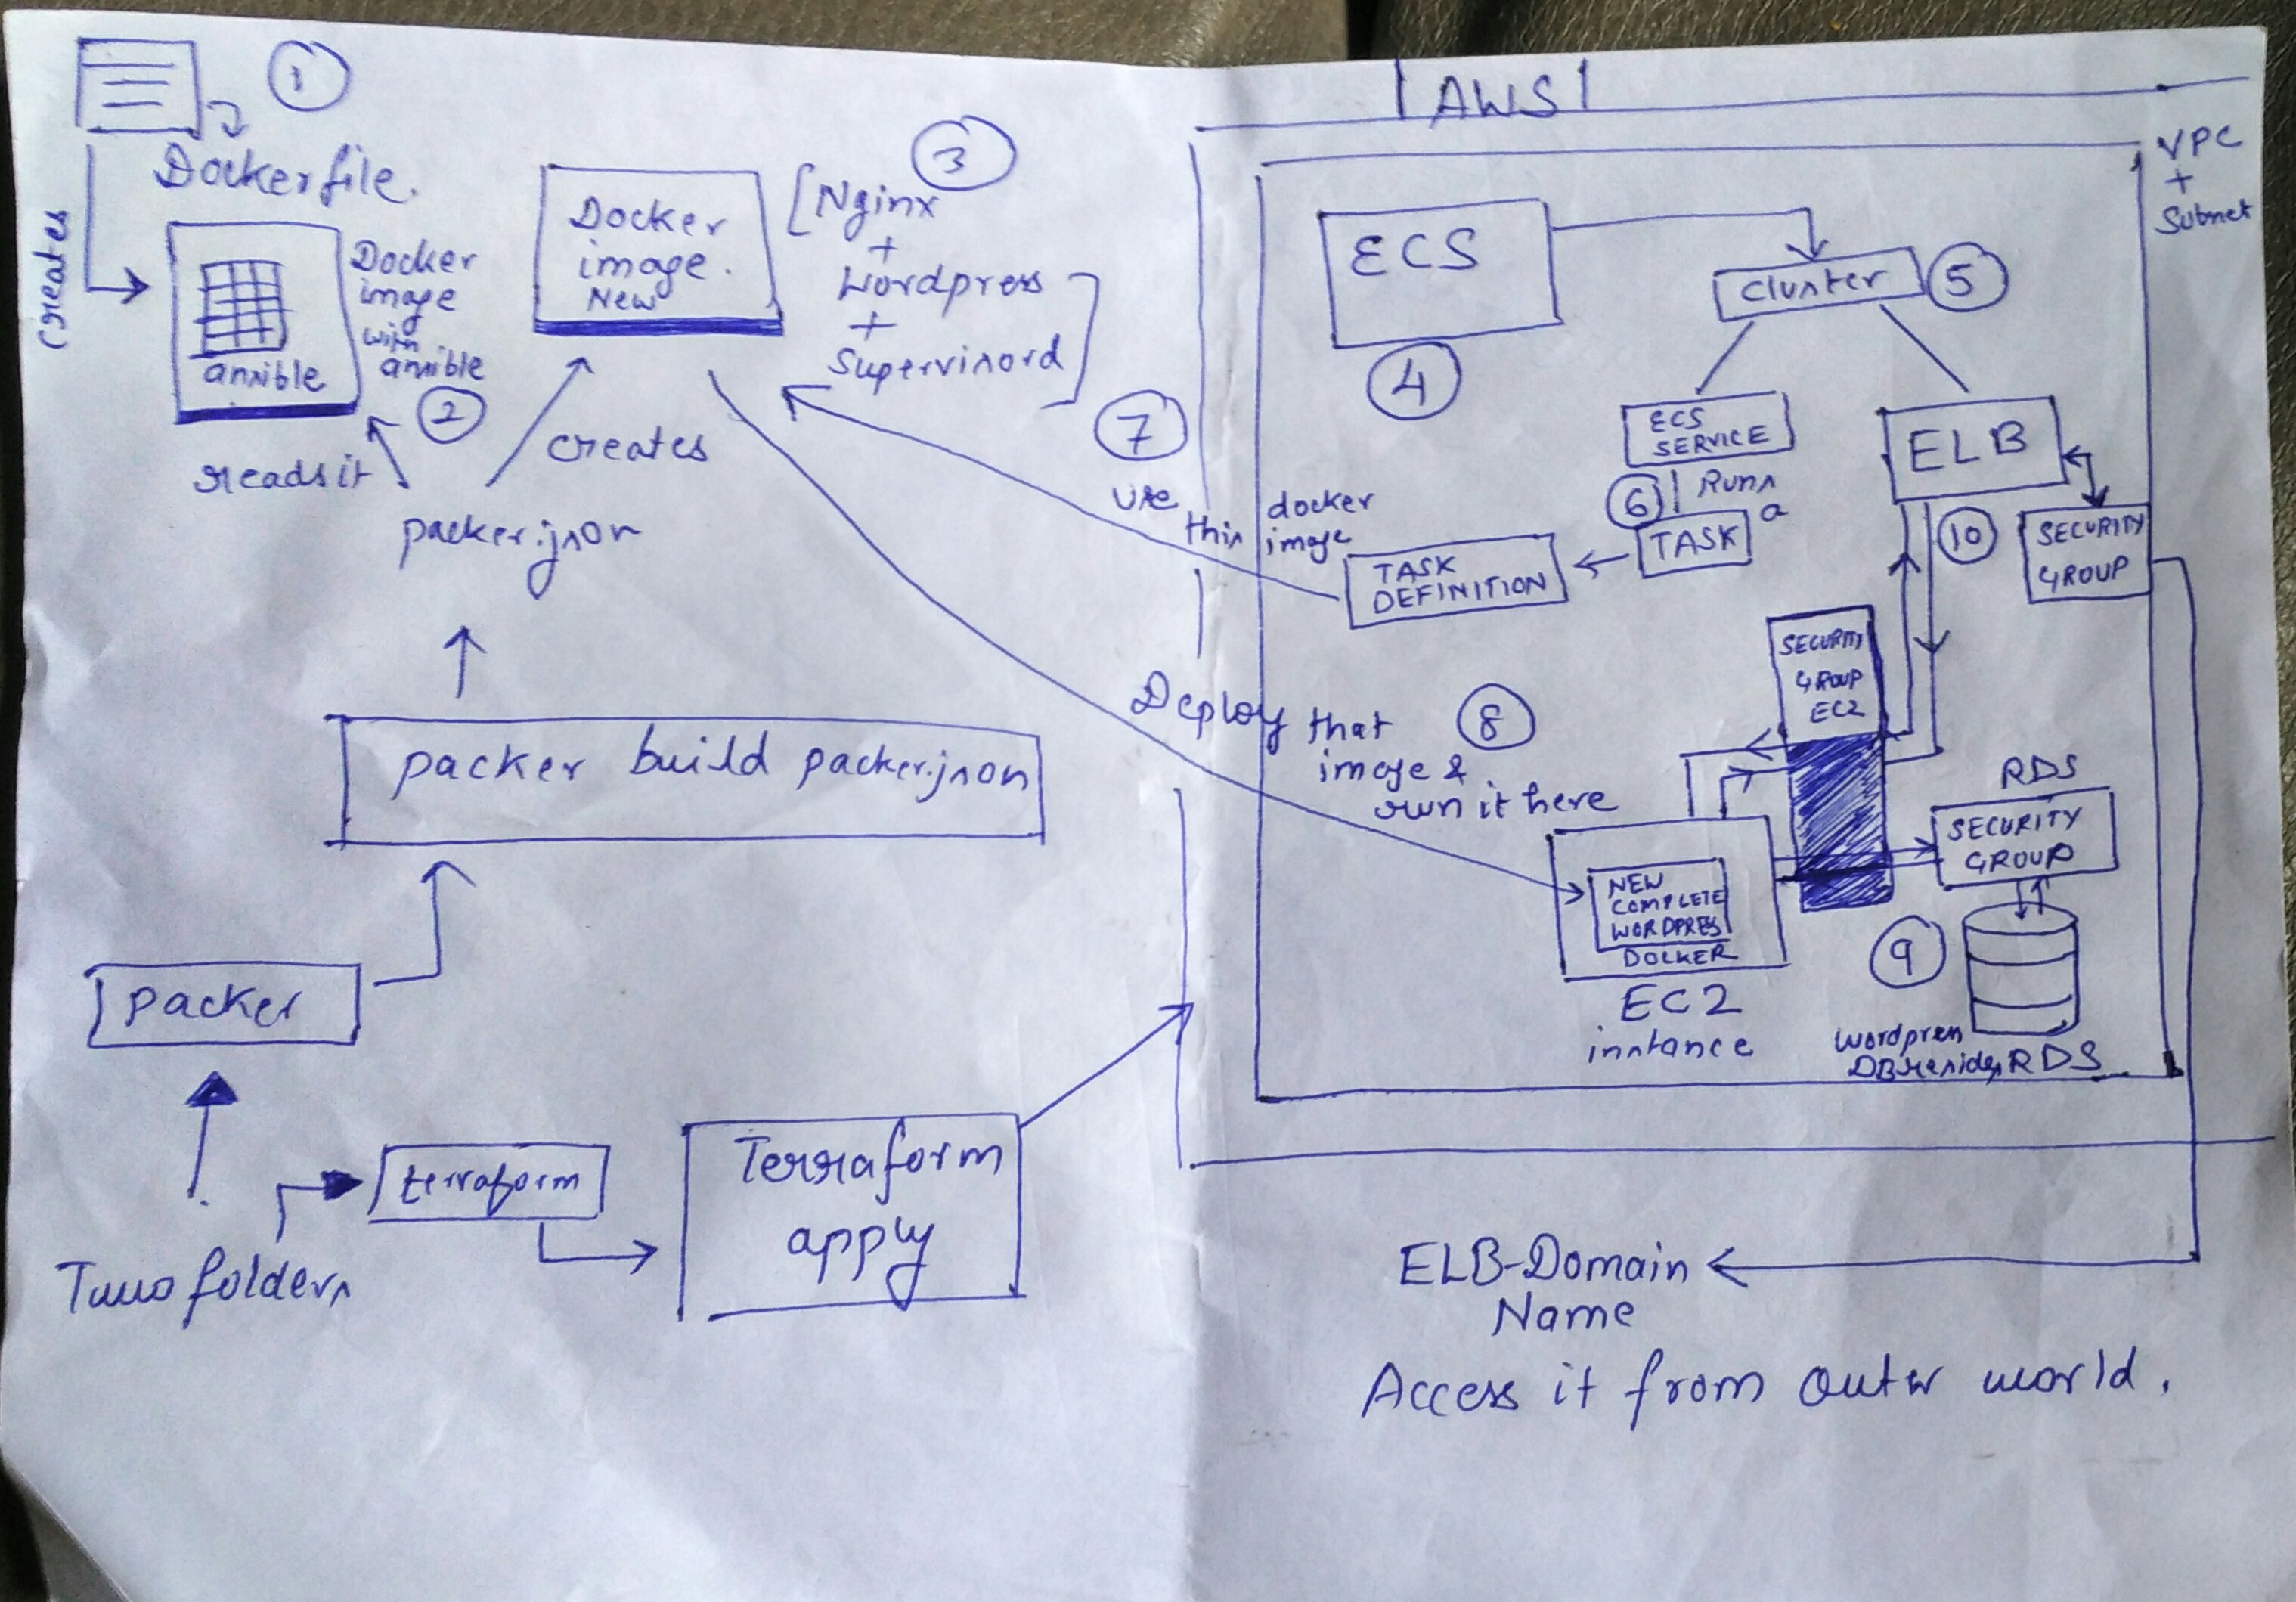 1
Dockerfile.
creates
ansible
Docker
image
with
ansible
2
reads it
packer.json
creates
Docker
image.
New
3
[Nginx
+
Wordpress
+
Supervisord]
packer build packer.json
packer
Two folders
terraform
Terraform
apply
AWS
VPC
+
Subnet
ECS
4
cluster
5
ECS
SERVICE
6
Runs
a
TASK
TASK
DEFINITION
7
use
this
docker
image
ELB
10
SECURITY
GROUP
SECURITY
GROUP
EC2
Deploy that
image &
run it here
8
NEW
COMPLETE
WORDPRESS
DOCKER
EC2
instance
RDS
SECURITY
GROUP
9
Wordpress
DB resides RDS
ELB-Domain
Name
Access it from outer world.